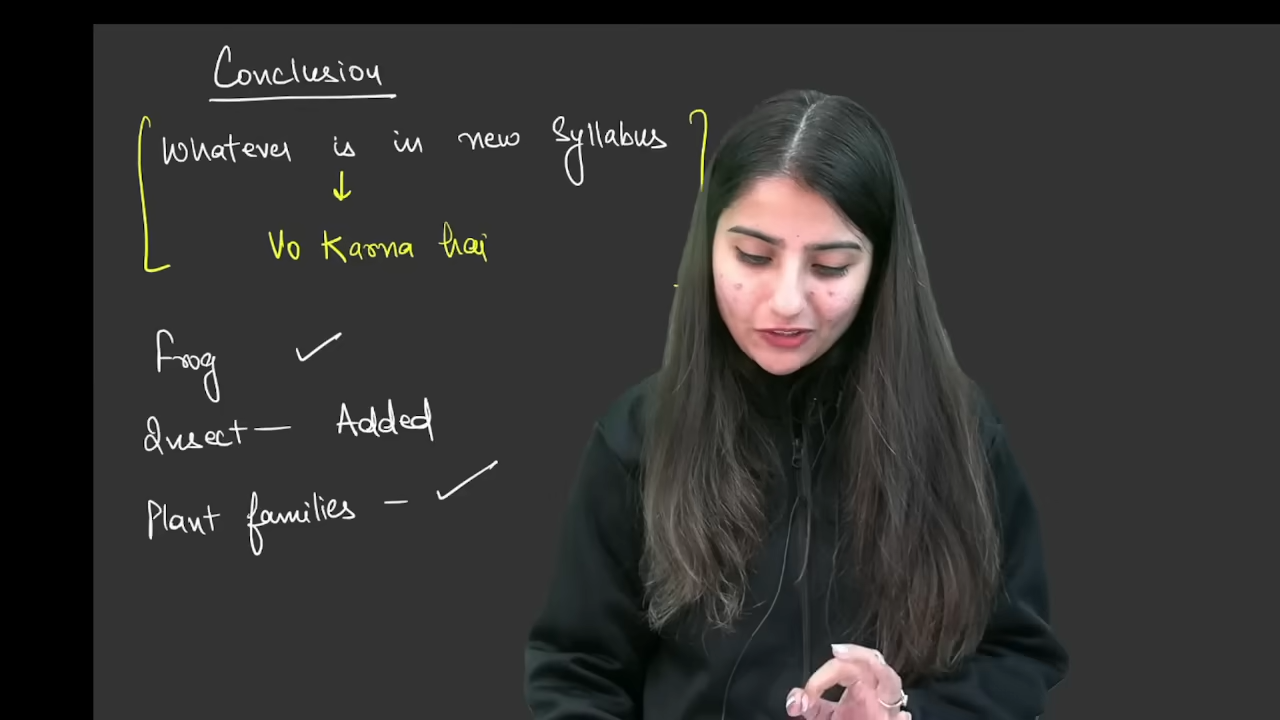 Conclusion
Whatever is in new syllabus
↓
Vo Karna hai
Frog ✓
Insect — Added
Plant families — ✓